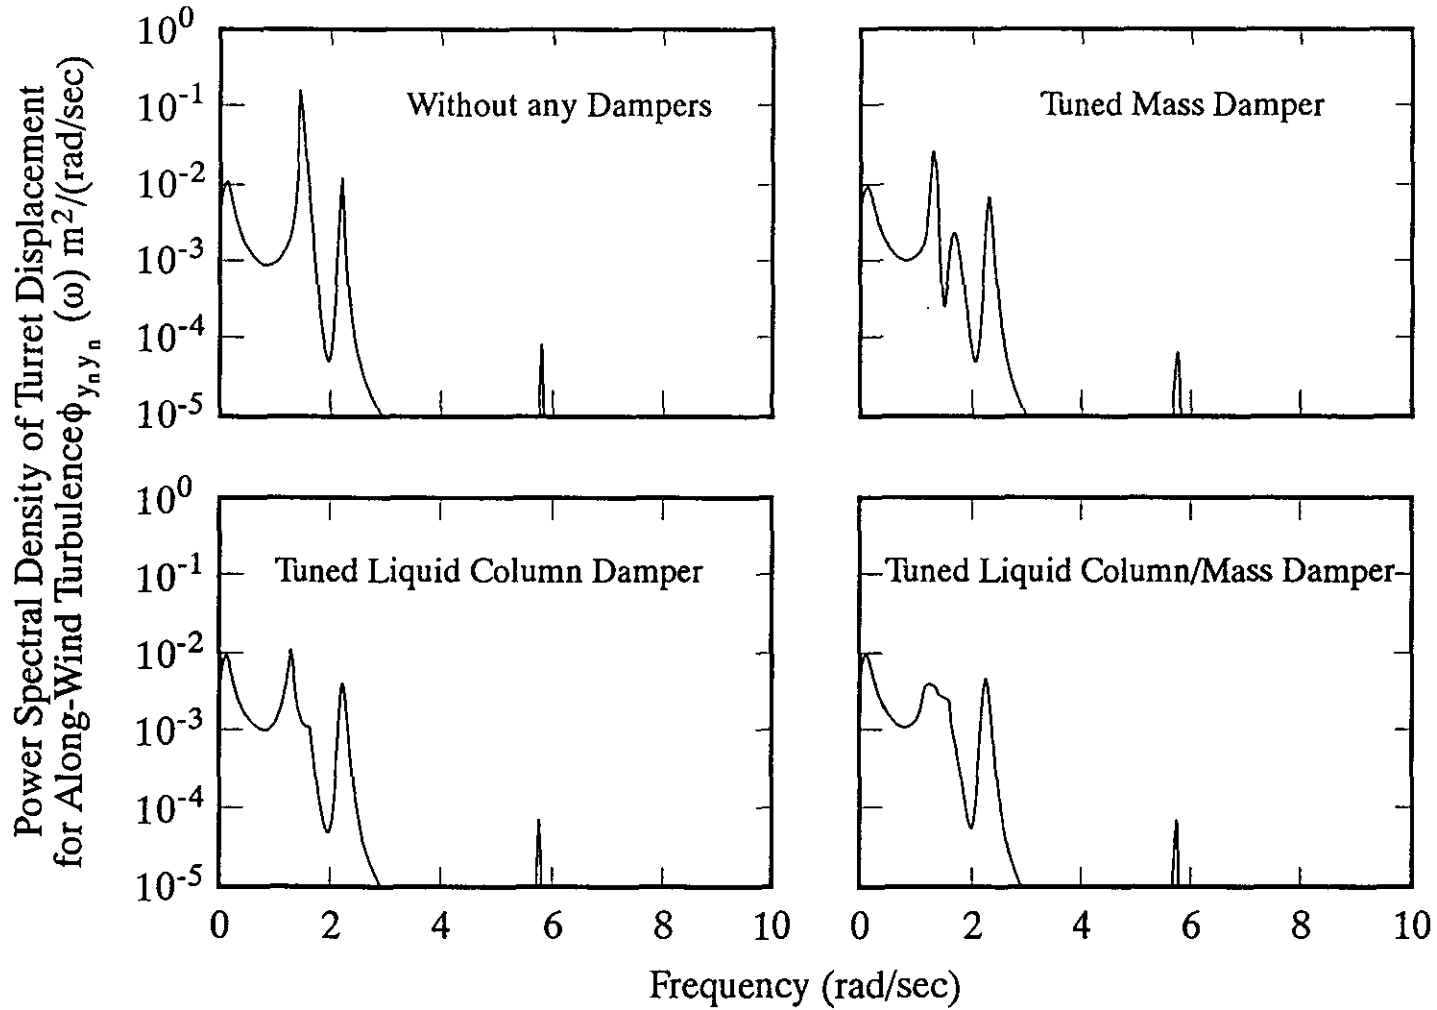 Power Spectral Density of Turret Displacement
for Along-Wind Turbulence ϕyₙyₙ (ω) m²/(rad/sec)
10⁰
10⁻¹
10⁻²
10⁻³
10⁻⁴
10⁻⁵
Without any Dampers
Tuned Mass Damper
10⁰
10⁻¹
10⁻²
10⁻³
10⁻⁴
10⁻⁵
Tuned Liquid Column Damper
Tuned Liquid Column/Mass Damper
0 2 4 6 8 10
0 2 4 6 8 10
Frequency (rad/sec)